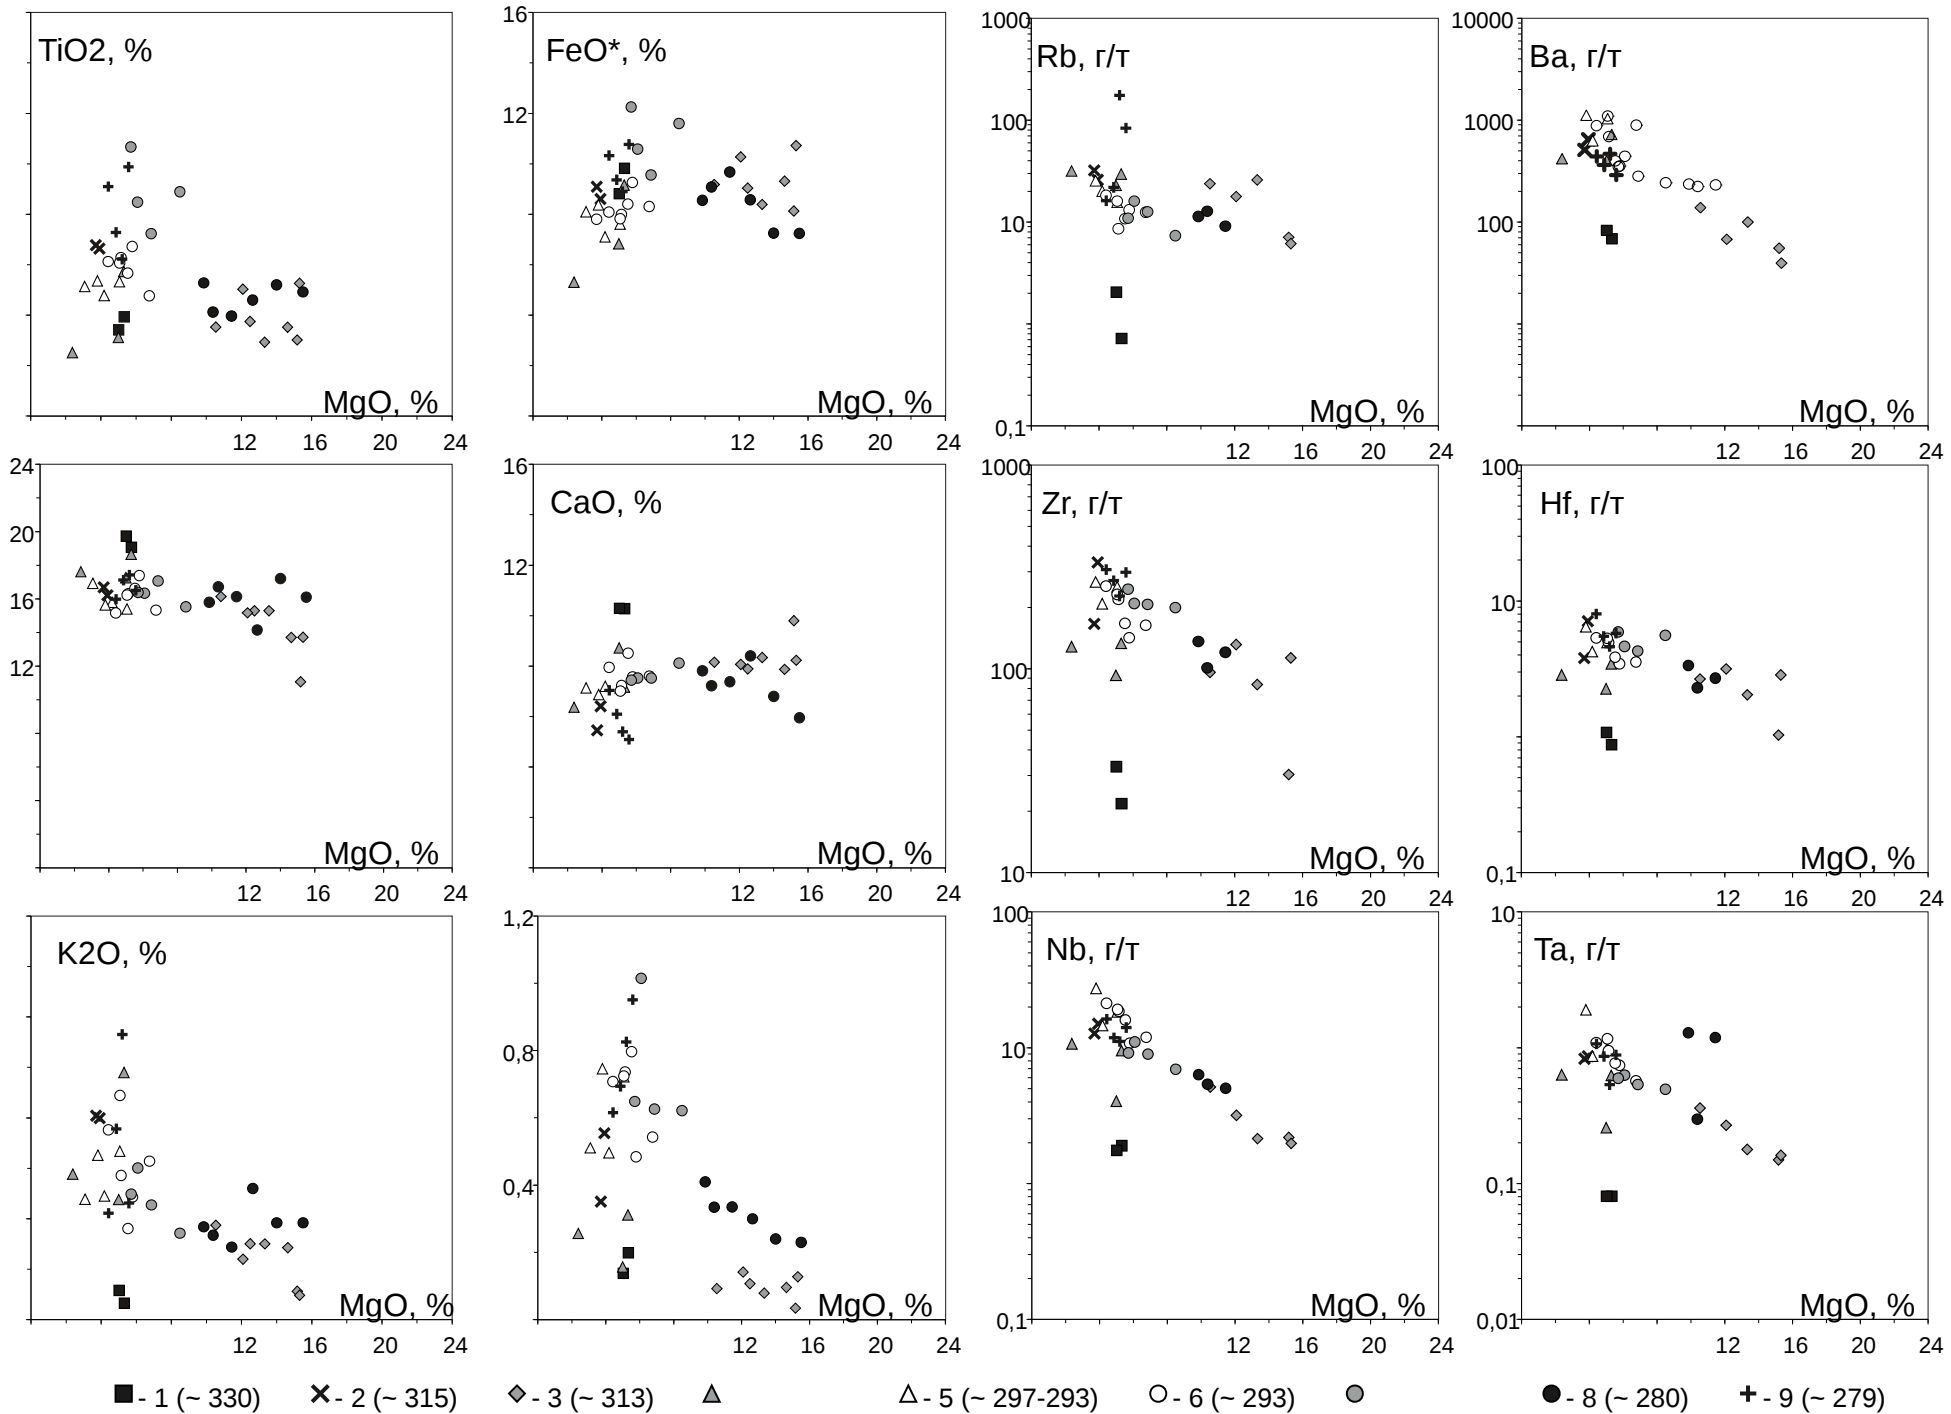 TiO2, %
MgO, %
12 16 20 24
16
FeO*, %
12
MgO, %
12 16 20 24
1000
Rb, г/т
100
10
0,1
MgO, %
12 16 20 24
10000
Ba, г/т
1000
100
MgO, %
12 16 20 24
24
20
16
12
MgO, %
12 16 20 24
16
CaO, %
12
MgO, %
12 16 20 24
1000
Zr, г/т
100
10
MgO, %
12 16 20 24
100
Hf, г/т
10
0,1
MgO, %
12 16 20 24
K2O, %
MgO, %
12 16 20 24
1,2
0,8
0,4
MgO, %
12 16 20 24
100
Nb, г/т
10
0,1
MgO, %
12 16 20 24
10
Ta, г/т
0,1
0,01
MgO, %
12 16 20 24
- 1 (~ 330) - 2 (~ 315) - 3 (~ 313) - 5 (~ 297-293) - 6 (~ 293) - 8 (~ 280) - 9 (~ 279)